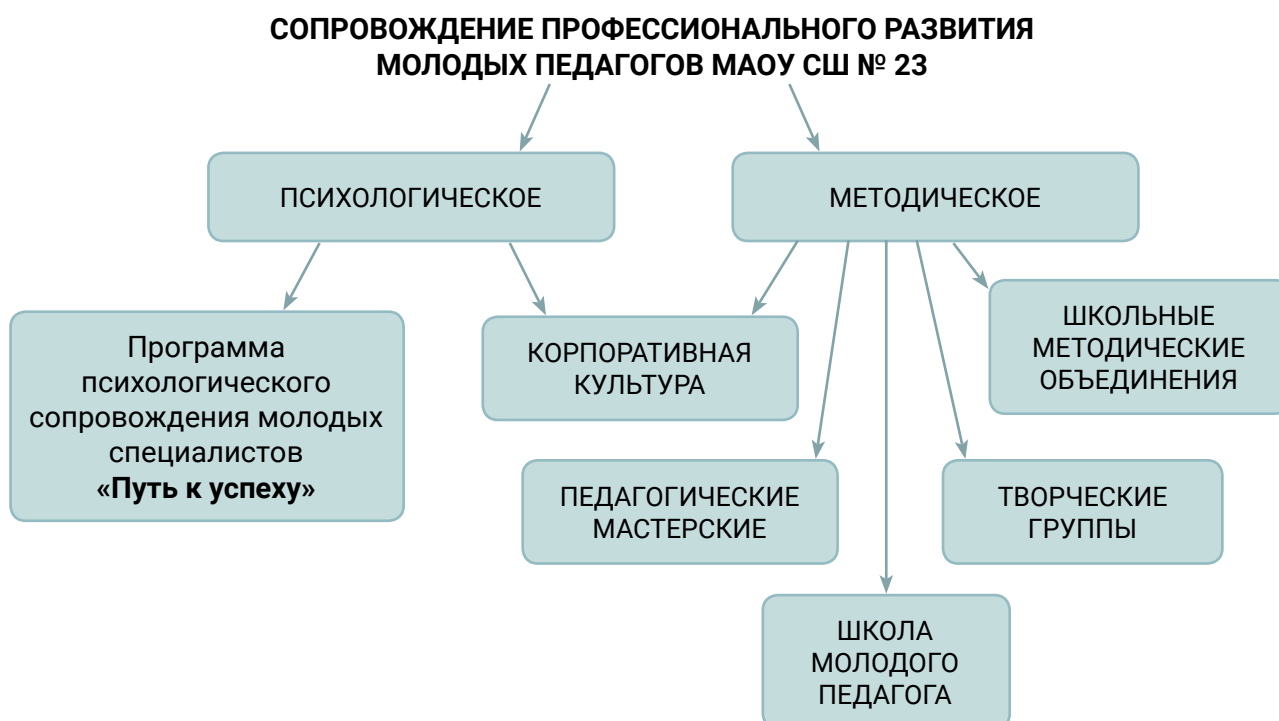 СОПРОВОЖДЕНИЕ ПРОФЕССИОНАЛЬНОГО РАЗВИТИЯ
МОЛОДЫХ ПЕДАГОГОВ МАОУ СШ № 23
ПСИХОЛОГИЧЕСКОЕ
МЕТОДИЧЕСКОЕ
Программа
психологического
сопровождения молодых
специалистов
«Путь к успеху»
КОРПОРАТИВНАЯ
КУЛЬТУРА
ШКОЛЬНЫЕ
МЕТОДИЧЕСКИЕ
ОБЪЕДИНЕНИЯ
ПЕДАГОГИЧЕСКИЕ
МАСТЕРСКИЕ
ТВОРЧЕСКИЕ
ГРУППЫ
ШКОЛА
МОЛОДОГО
ПЕДАГОГА